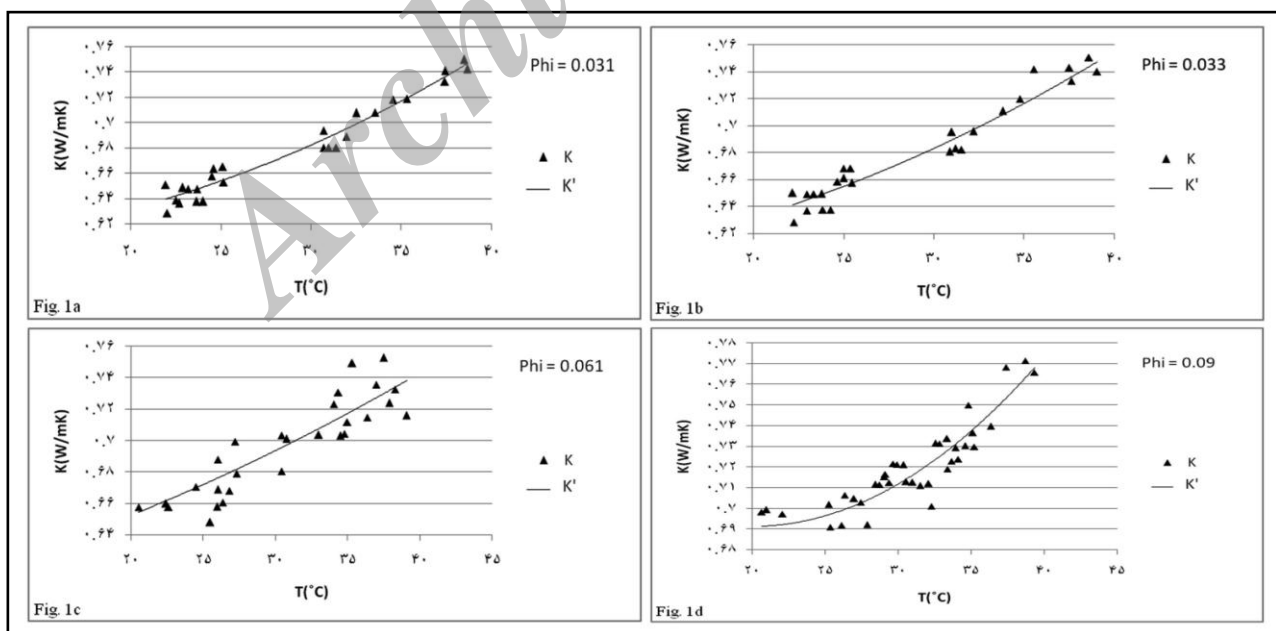 Archi
۰.۷۶
۰.۷۴
۰.۷۲
۰.۷
۰.۶۸
۰.۶۶
۰.۶۴
۰.۶۲
K(W/mK)
۲۰ ۲۵ ۳۰ ۳۵ ۴۰
T(˚C)
Phi = 0.031
K
K'
Fig. 1a
۰.۷۶
۰.۷۴
۰.۷۲
۰.۷
۰.۶۸
۰.۶۶
۰.۶۴
۰.۶۲
K(W/mK)
۲۰ ۲۵ ۳۰ ۳۵ ۴۰
T(˚C)
Phi = 0.033
K
K'
Fig. 1b
۰.۷۶
۰.۷۴
۰.۷۲
۰.۷
۰.۶۸
۰.۶۶
۰.۶۴
K(W/mK)
۲۰ ۲۵ ۳۰ ۳۵ ۴۰ ۴۵
T(˚C)
Phi = 0.061
K
K'
Fig. 1c
۰.۷۸
۰.۷۷
۰.۷۶
۰.۷۵
۰.۷۴
۰.۷۳
۰.۷۲
۰.۷۱
۰.۷
۰.۶۹
۰.۶۸
K(W/mK)
۲۰ ۲۵ ۳۰ ۳۵ ۴۰ ۴۵
T(˚C)
Phi = 0.09
K
K'
Fig. 1d